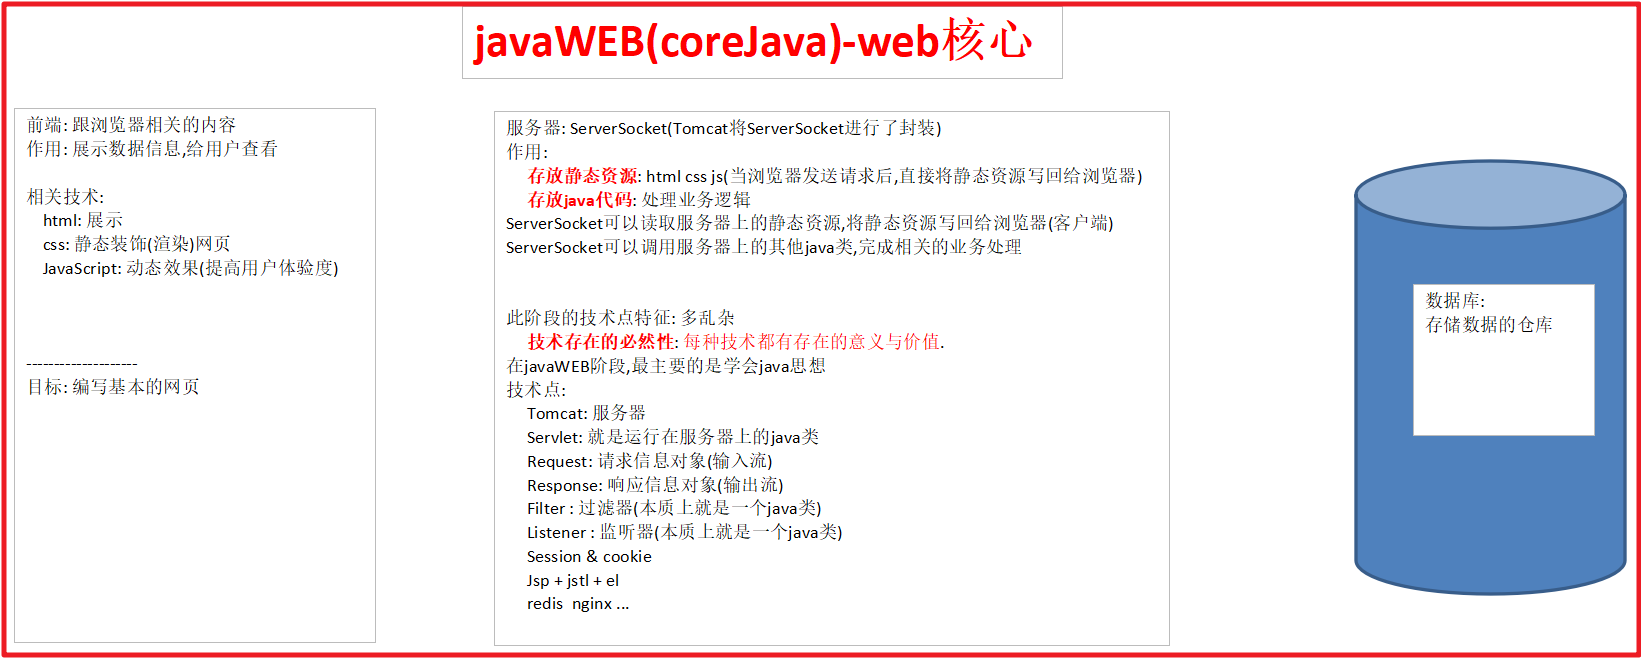 javaWEB(coreJava)-web核心
前端: 跟浏览器相关的内容
作用: 展示数据信息,给用户查看
相关技术:
html: 展示
css: 静态装饰(渲染)网页
JavaScript: 动态效果(提高用户体验度)
--------------------
目标: 编写基本的网页
服务器: ServerSocket(Tomcat将ServerSocket进行了封装)
作用:
存放静态资源: html css js(当浏览器发送请求后,直接将静态资源写回给浏览器)
存放java代码: 处理业务逻辑
ServerSocket可以读取服务器上的静态资源,将静态资源写回给浏览器(客户端)
ServerSocket可以调用服务器上的其他java类,完成相关的业务处理
此阶段的技术点特征: 多乱杂
技术存在的必然性: 每种技术都有存在的意义与价值.
在javaWEB阶段,最主要的是学会java思想
技术点:
Tomcat: 服务器
Servlet: 就是运行在服务器上的java类
Request: 请求信息对象(输入流)
Response: 响应信息对象(输出流)
Filter : 过滤器(本质上就是一个java类)
Listener : 监听器(本质上就是一个java类)
Session & cookie
Jsp + jstl + el
redis  nginx ...
数据库:
存储数据的仓库